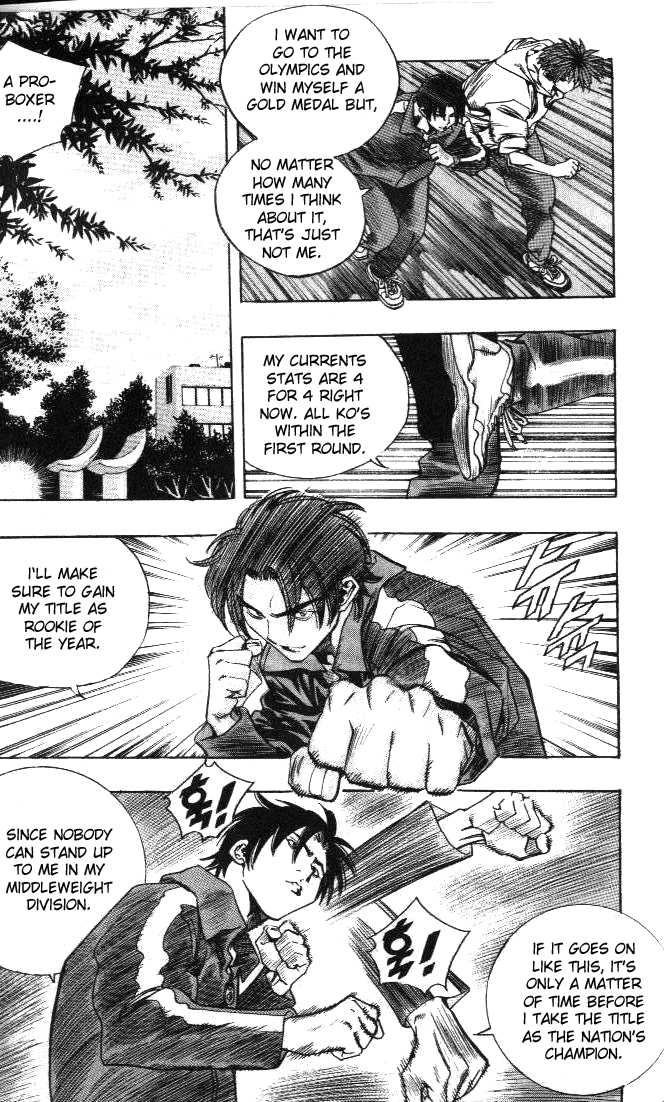 A PRO-
BOXER
....!
I WANT TO
GO TO THE
OLYMPICS AND
WIN MYSELF A
GOLD MEDAL BUT,
NO MATTER
HOW MANY
TIMES I THINK
ABOUT IT,
THAT'S JUST
NOT ME.
MY CURRENTS
STATS ARE 4
FOR 4 RIGHT
NOW. ALL KO'S
WITHIN THE
FIRST ROUND.
I'LL MAKE
SURE TO GAIN
MY TITLE AS
ROOKIE OF
THE YEAR.
훅!
SINCE NOBODY
CAN STAND UP
TO ME IN MY
MIDDLEWEIGHT
DIVISION.
훅!
IF IT GOES ON
LIKE THIS, IT'S
ONLY A MATTER
OF TIME BEFORE
I TAKE THE TITLE
AS THE NATION'S
CHAMPION.